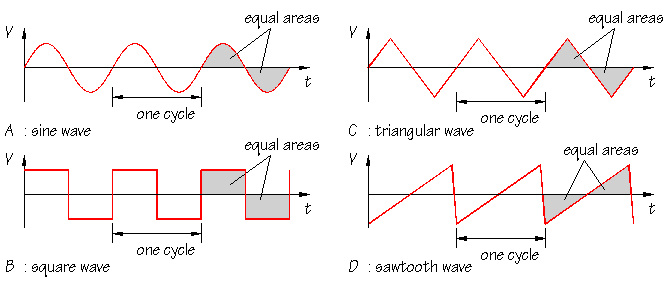 V
equal areas
t
one cycle
A : sine wave
V
equal areas
t
one cycle
C : triangular wave
V
equal areas
t
one cycle
B : square wave
V
equal areas
t
one cycle
D : sawtooth wave